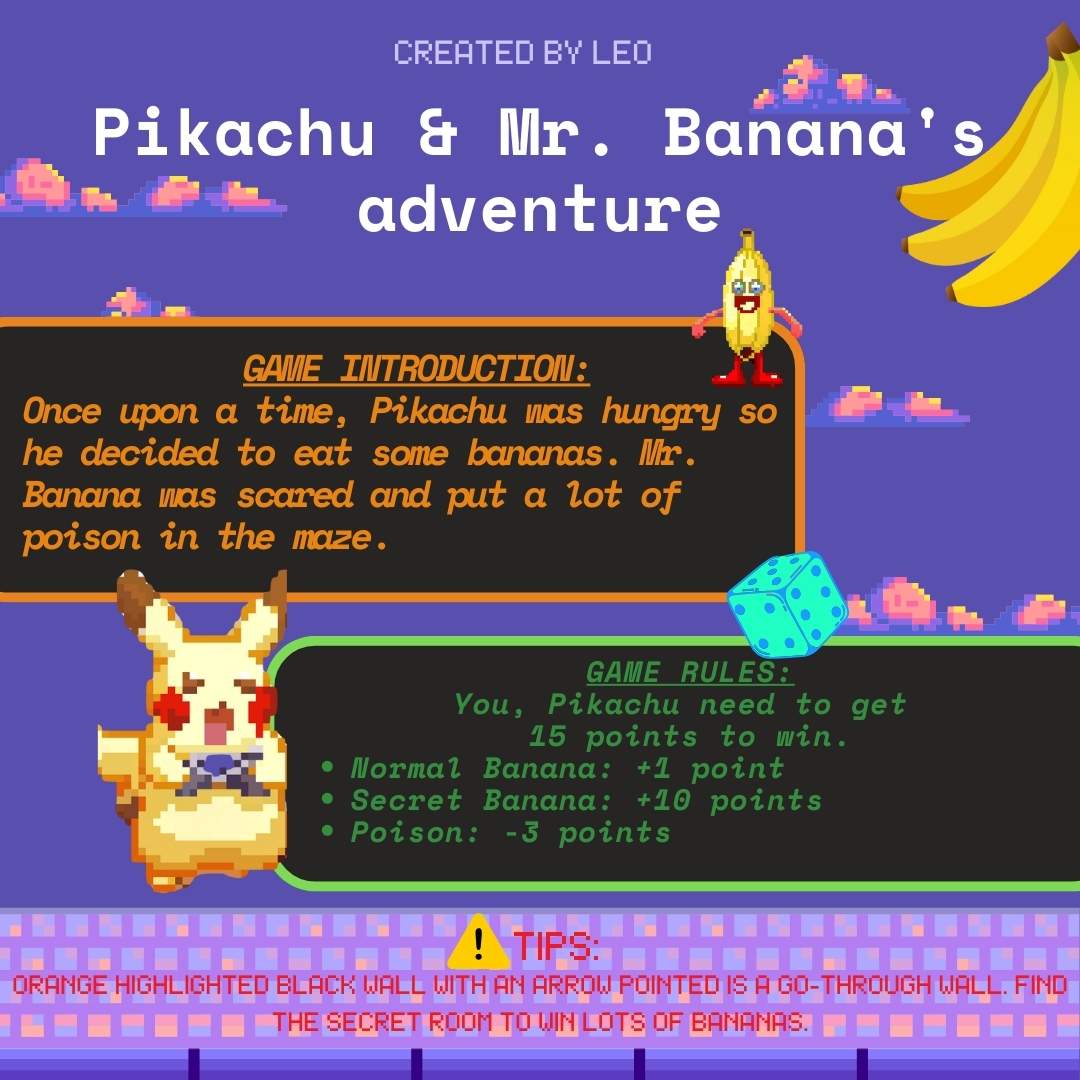 CREATED BY LEO
Pikachu & Mr. Banana's
adventure
GAME INTRODUCTION:
Once upon a time, Pikachu was hungry so
he decided to eat some bananas. Mr.
Banana was scared and put a lot of
poison in the maze.
GAME RULES:
You, Pikachu need to get
15 points to win.
• Normal Banana: +1 point
• Secret Banana: +10 points
• Poison: -3 points
! TIPS:
ORANGE HIGHLIGHTED BLACK WALL WITH AN ARROW POINTED IS A GO-THROUGH WALL. FIND
THE SECRET ROOM TO WIN LOTS OF BANANAS.